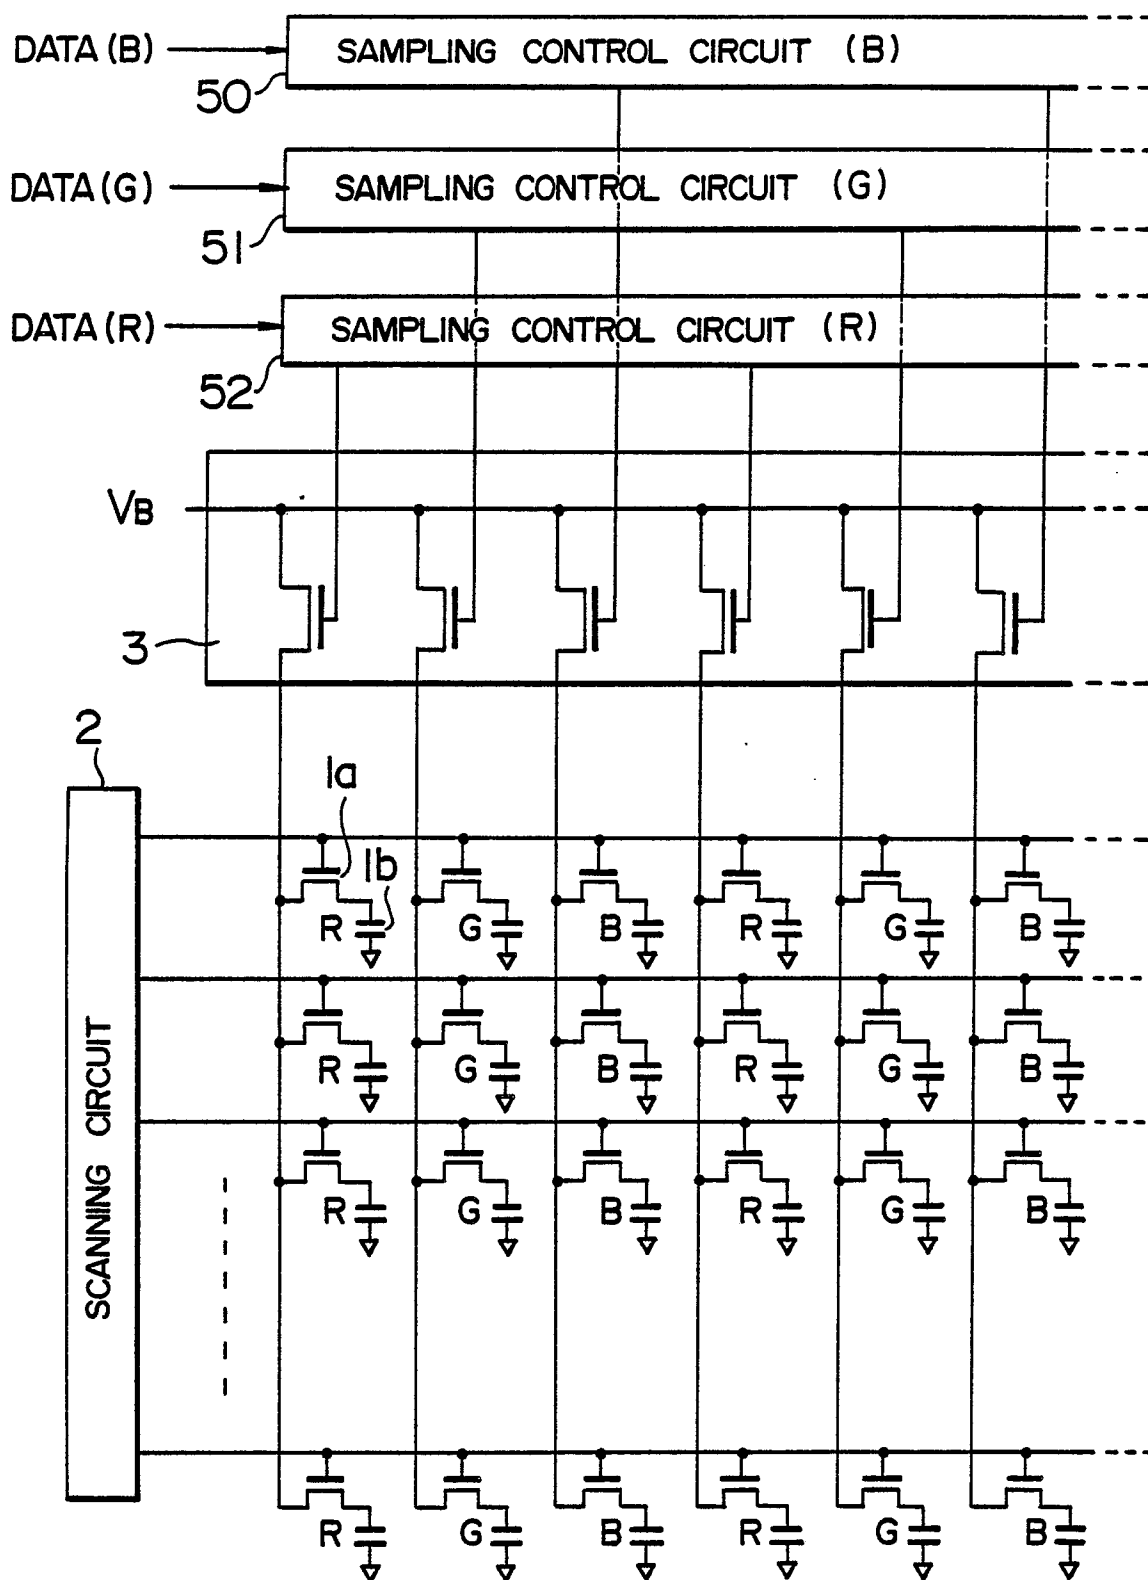 DATA(B)
SAMPLING CONTROL CIRCUIT (B)
50
DATA(G)
SAMPLING CONTROL CIRCUIT (G)
51
DATA(R)
SAMPLING CONTROL CIRCUIT (R)
52
VB
3
2
1a
1b
R G B R G B
R G B R G B
R G B R G B
SCANNING CIRCUIT
R G B R G B